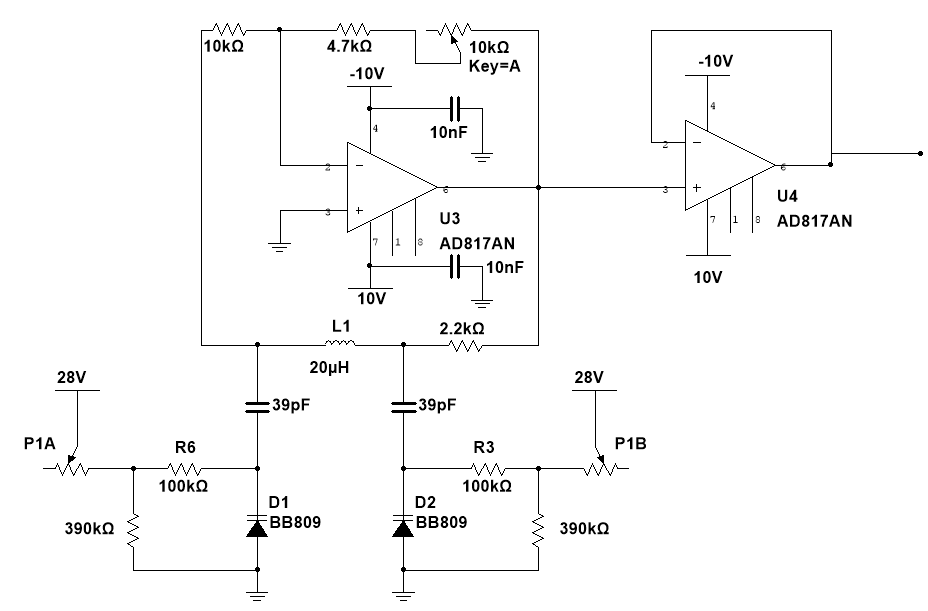 10kΩ
4.7kΩ
10kΩ
Key=A
-10V
10nF
4
2
3
6
7
1
8
U3
AD817AN
10nF
10V
-10V
4
2
3
6
7
1
8
U4
AD817AN
10V
L1
20µH
2.2kΩ
28V
39pF
39pF
28V
P1A
R6
100kΩ
R3
100kΩ
P1B
390kΩ
D1
BB809
D2
BB809
390kΩ